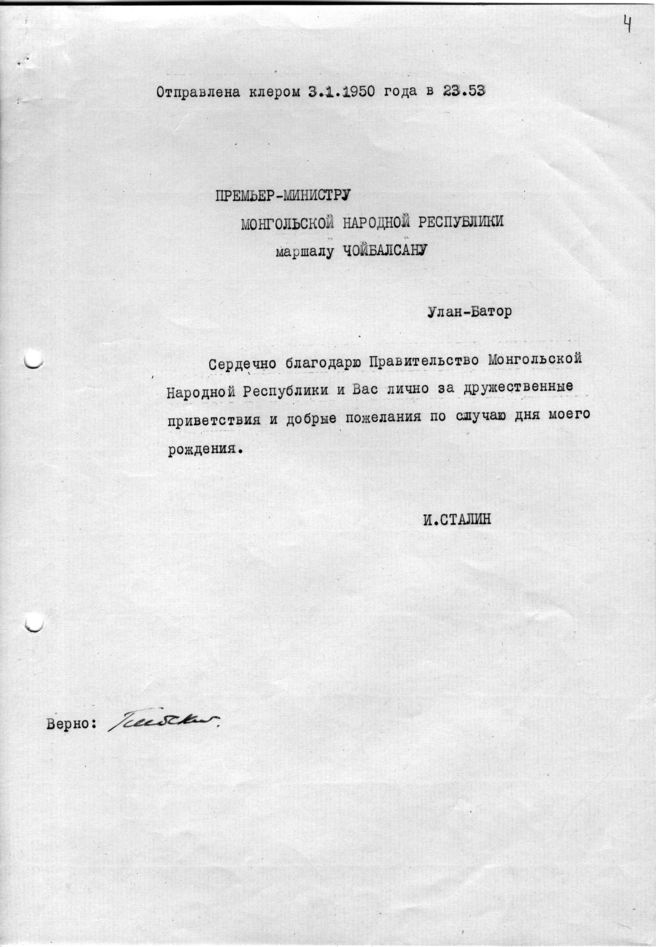 4
Отправлена клером 3.1.1950 года в 23.53
ПРЕМЬЕР-МИНИСТРУ
МОНГОЛЬСКОЙ НАРОДНОЙ РЕСПУБЛИКИ
маршалу ЧОЙБАЛСАНУ
Улан-Батор
Сердечно благодарю Правительство Монгольской
Народной Республики и Вас лично за дружественные
приветствия и добрые пожелания по случаю дня моего
рождения.
И.СТАЛИН
Верно: